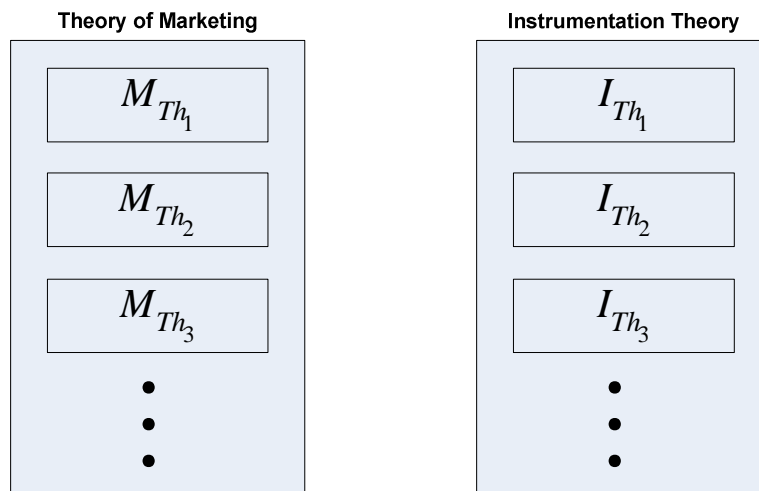 Theory of Marketing
M_{Th_1}
M_{Th_2}
M_{Th_3}
Instrumentation Theory
I_{Th_1}
I_{Th_2}
I_{Th_3}